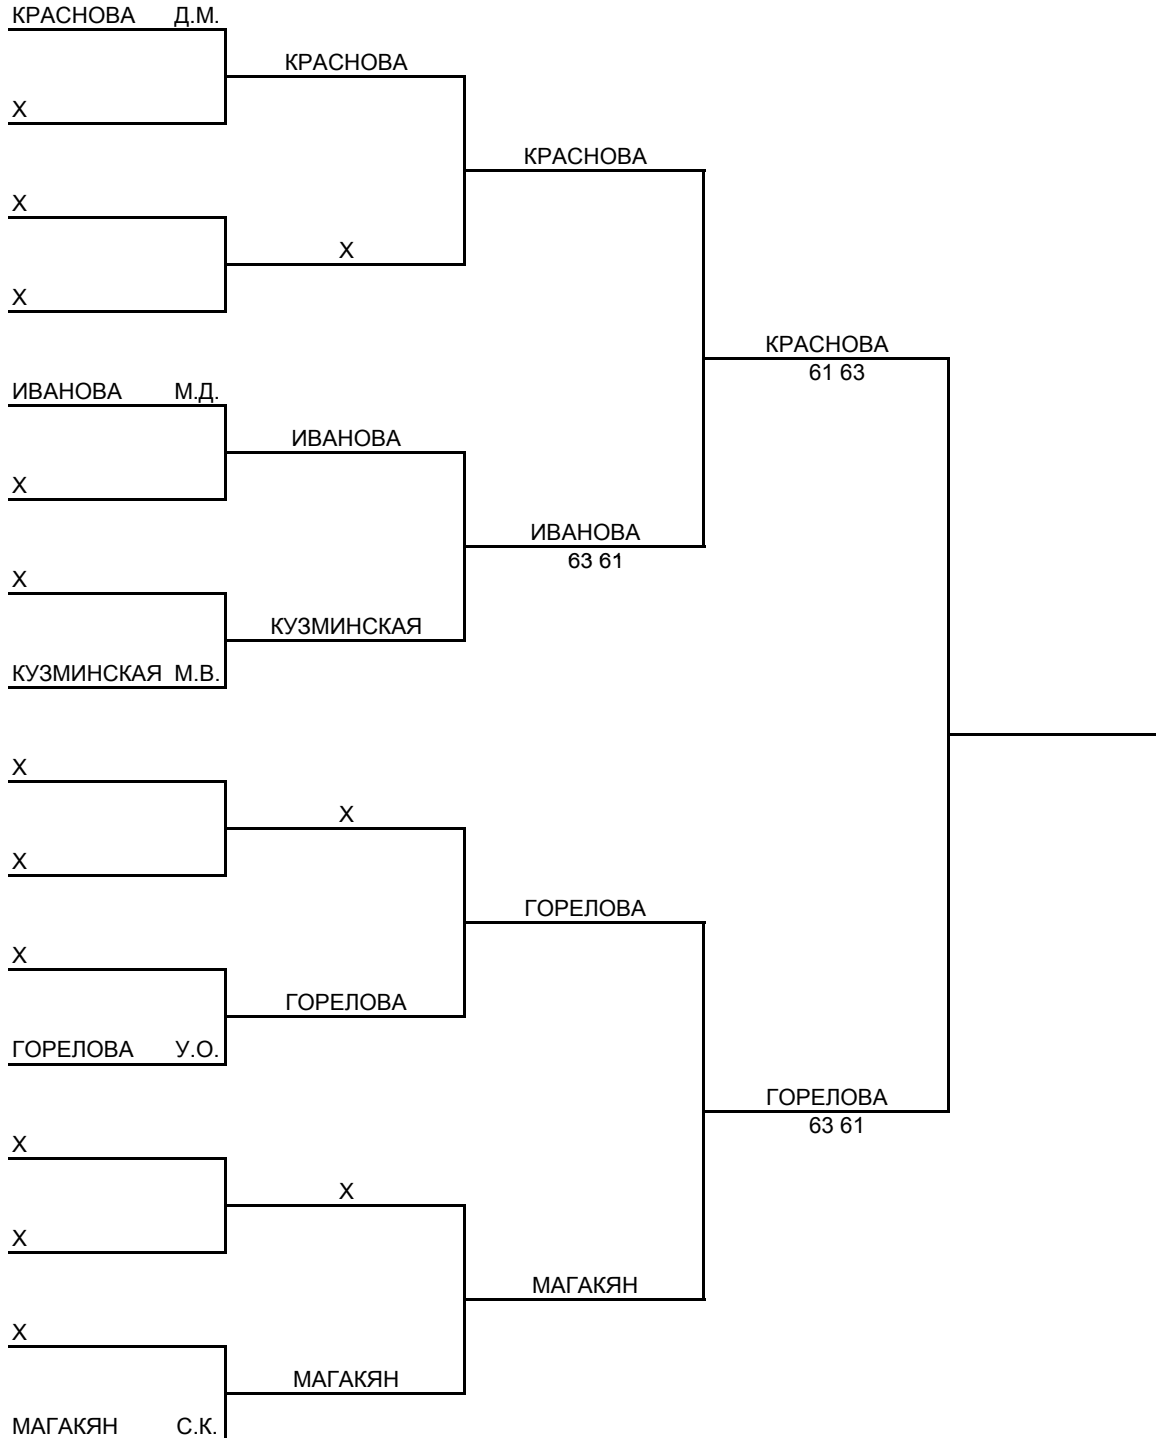 КРАСНОВА Д.М.
КРАСНОВА
Х
КРАСНОВА
Х
Х
Х
КРАСНОВА
61 63
ИВАНОВА М.Д.
ИВАНОВА
Х
ИВАНОВА
63 61
Х
КУЗМИНСКАЯ
КУЗМИНСКАЯ М.В.
Х
Х
Х
ГОРЕЛОВА
Х
ГОРЕЛОВА
ГОРЕЛОВА У.О.
ГОРЕЛОВА
63 61
Х
Х
Х
МАГАКЯН
Х
МАГАКЯН
МАГАКЯН С.К.